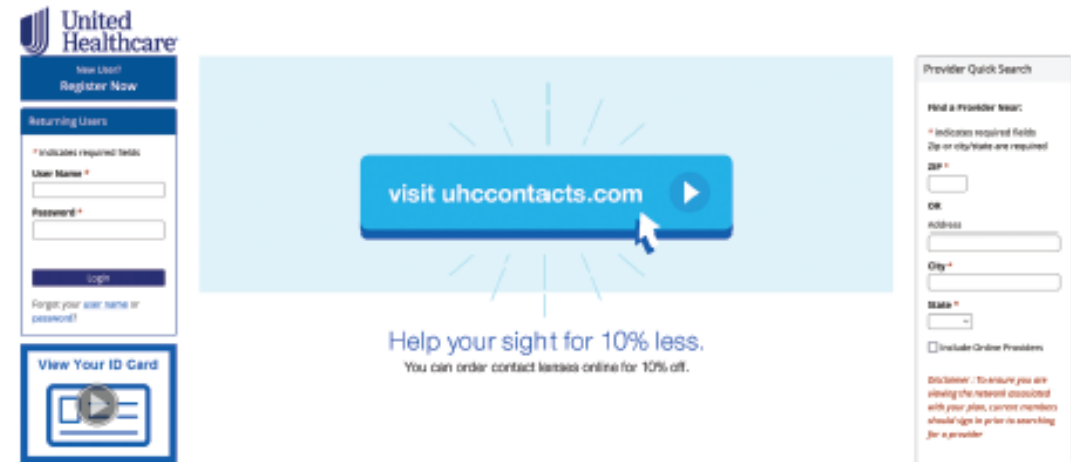 United
Healthcare
New User?
Register Now
Returning Users
* Indicates required fields
User Name *
Password *
Login
Forgot your user name or
password?
View Your ID Card
visit uhccontacts.com
Help your sight for 10% less.
You can order contact lenses online for 10% off.
Provider Quick Search
Find a Provider Near:
* Indicates required fields
Zip or city/state are required
ZIP *
OR
Address
City *
State *
Include Online Providers
Disclaimer : To ensure you are
viewing the network associated
with your plan, current members
should sign in prior to searching
for a provider